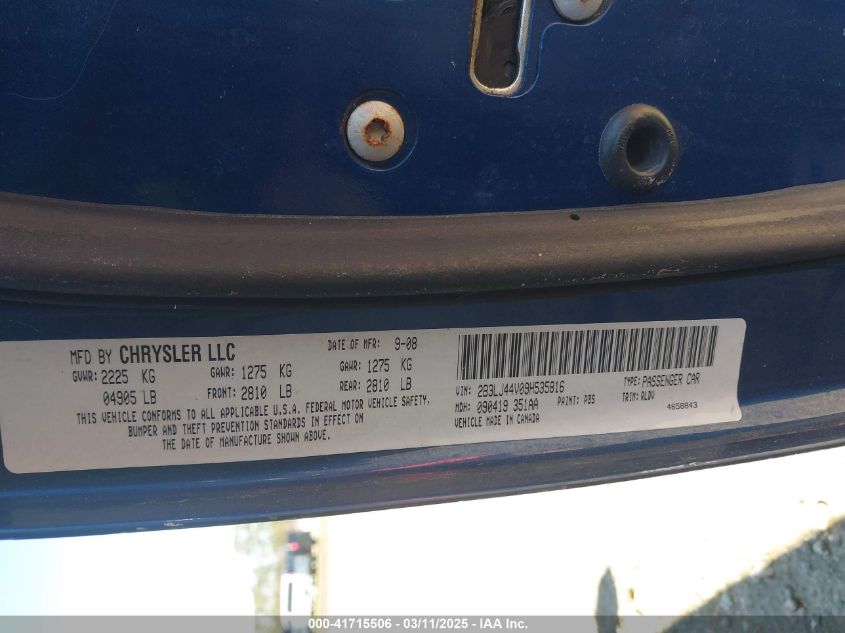 MFD BY CHRYSLER LLC DATE OF MFR: 9-08
GVWR: 2225 KG GAWR: 1275 KG GAWR: 1275 KG
04905 LB FRONT: 2810 LB REAR: 2810 LB
THIS VEHICLE CONFORMS TO ALL APPLICABLE U.S.A. FEDERAL MOTOR VEHICLE SAFETY,
BUMPER AND THEFT PREVENTION STANDARDS IN EFFECT ON
THE DATE OF MANUFACTURE SHOWN ABOVE.
VIN: 2B3LJ44V09H535816 TYPE: PASSENGER CAR
MDH: 090419 351AA PAINT: PBS TRIM: RLDV
VEHICLE MADE IN CANADA 4658843
000-41715506 - 03/11/2025 - IAA Inc.